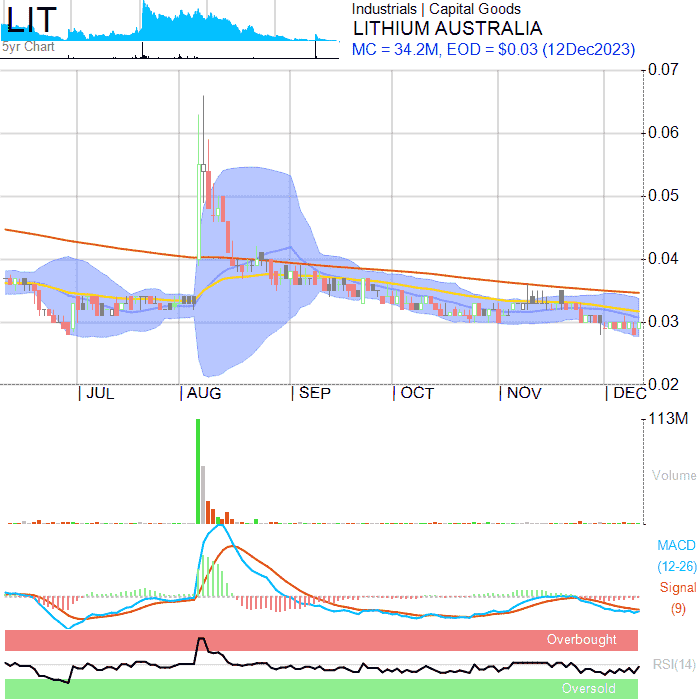 LIT
5yr Chart
Industrials | Capital Goods
LITHIUM AUSTRALIA
MC = 34.2M, EOD = $0.03 (12Dec2023)
0.07
0.06
0.05
0.04
0.03
0.02
| JUL | AUG | SEP | OCT | NOV | DEC
113M
Volume
MACD
(12-26)
Signal
(9)
Overbought
RSI(14)
Oversold